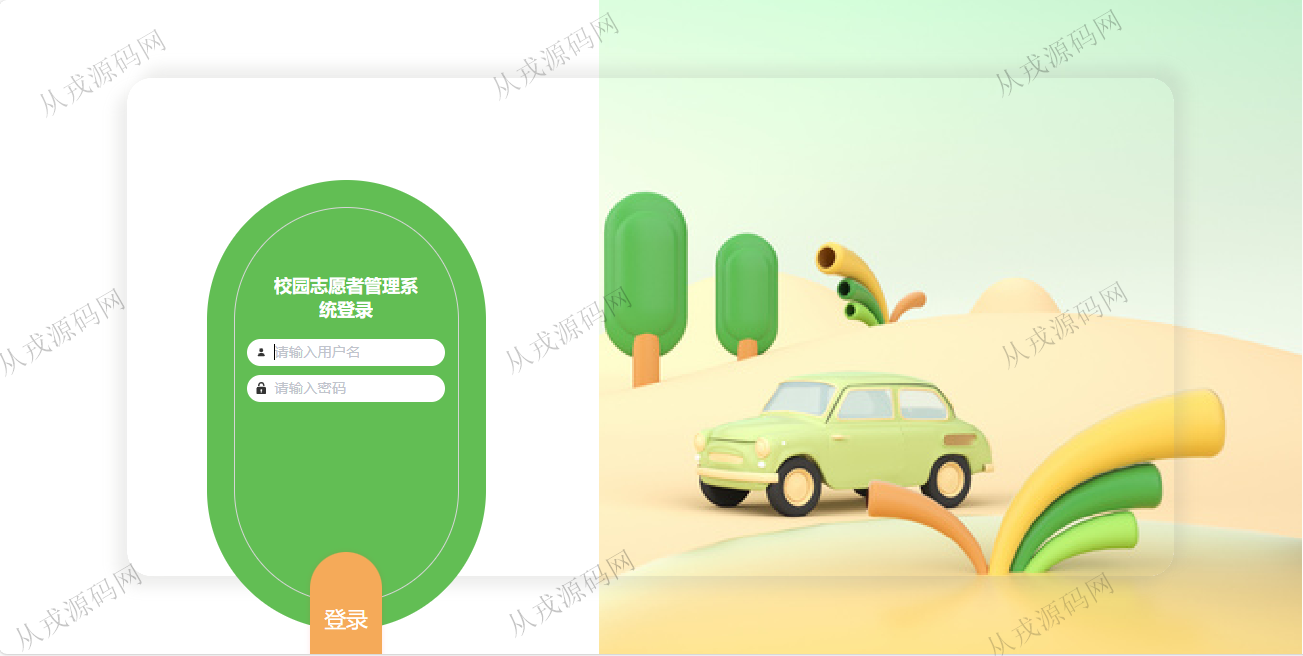 从戎源码网
从戎源码网
从戎源码网
校园志愿者管理系
统登录
从戎源码网
从戎源码网
从戎源码网
请输入用户名
请输入密码
从戎源码网
从戎源码网
从戎源码网
登录